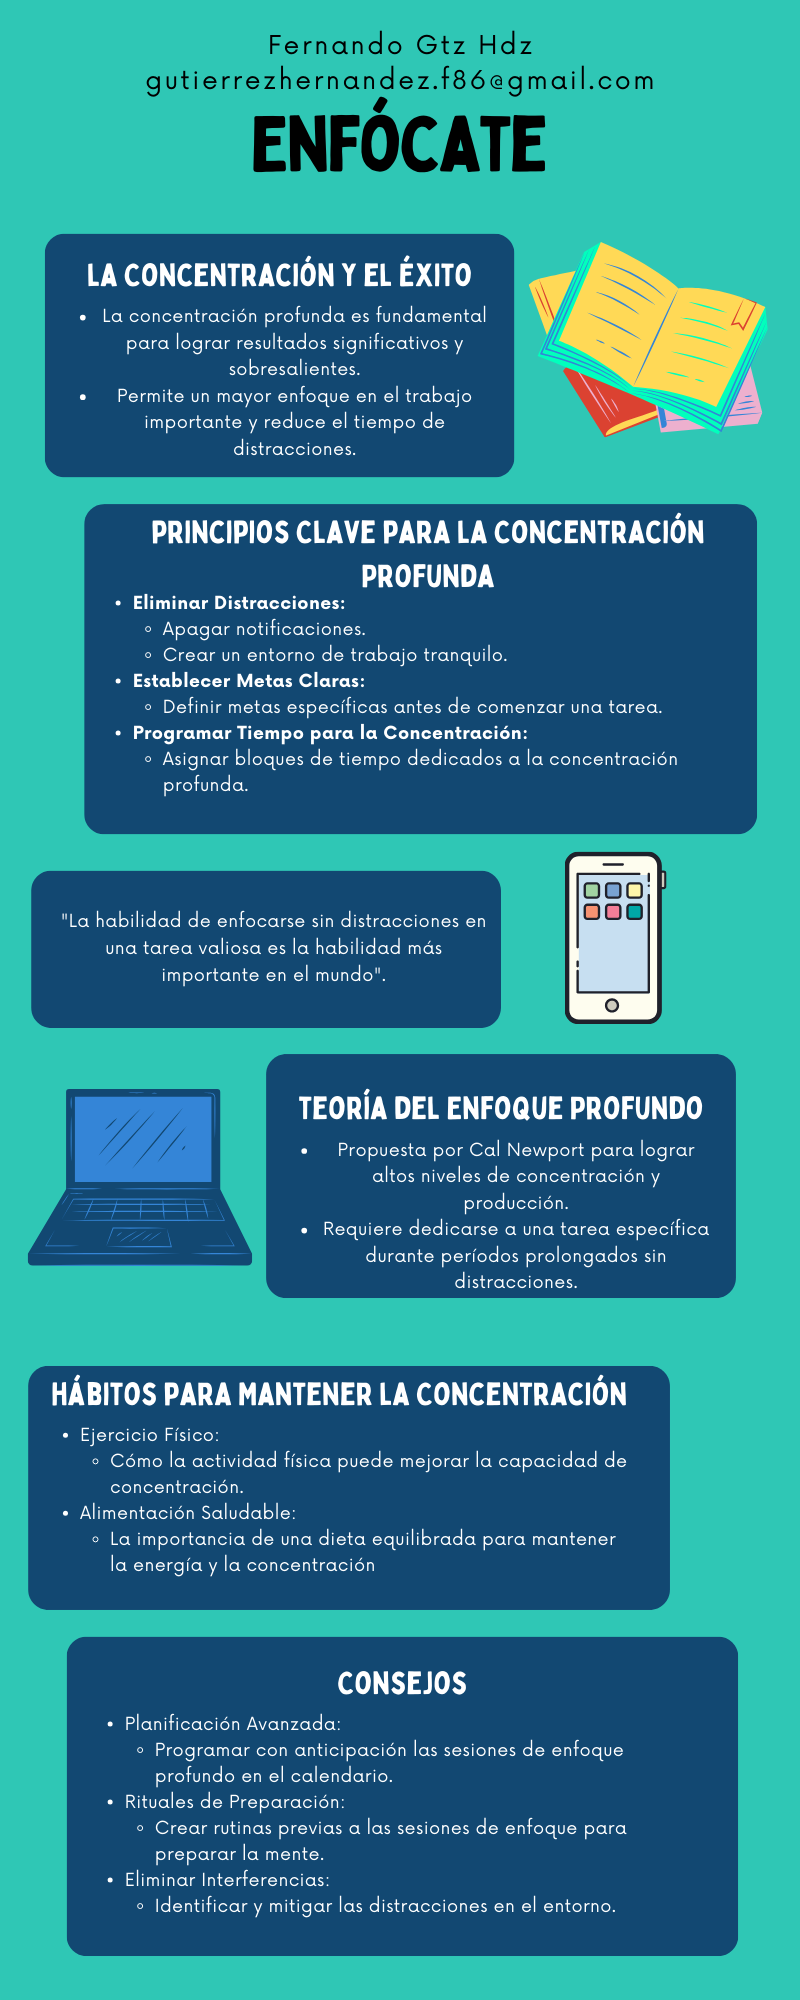 Fernando Gtz Hdz
gutierrezhernandez.f86@gmail.com
ENFÓCATE
LA CONCENTRACIÓN Y EL ÉXITO
• La concentración profunda es fundamental
para lograr resultados significativos y
sobresalientes.
• Permite un mayor enfoque en el trabajo
importante y reduce el tiempo de
distracciones.
PRINCIPIOS CLAVE PARA LA CONCENTRACIÓN
PROFUNDA
• Eliminar Distracciones:
◦ Apagar notificaciones.
◦ Crear un entorno de trabajo tranquilo.
• Establecer Metas Claras:
◦ Definir metas específicas antes de comenzar una tarea.
• Programar Tiempo para la Concentración:
◦ Asignar bloques de tiempo dedicados a la concentración
profunda.
"La habilidad de enfocarse sin distracciones en
una tarea valiosa es la habilidad más
importante en el mundo".
TEORÍA DEL ENFOQUE PROFUNDO
• Propuesta por Cal Newport para lograr
altos niveles de concentración y
producción.
• Requiere dedicarse a una tarea específica
durante períodos prolongados sin
distracciones.
HÁBITOS PARA MANTENER LA CONCENTRACIÓN
• Ejercicio Físico:
◦ Cómo la actividad física puede mejorar la capacidad de
concentración.
• Alimentación Saludable:
◦ La importancia de una dieta equilibrada para mantener
la energía y la concentración
CONSEJOS
• Planificación Avanzada:
◦ Programar con anticipación las sesiones de enfoque
profundo en el calendario.
• Rituales de Preparación:
◦ Crear rutinas previas a las sesiones de enfoque para
preparar la mente.
• Eliminar Interferencias:
◦ Identificar y mitigar las distracciones en el entorno.